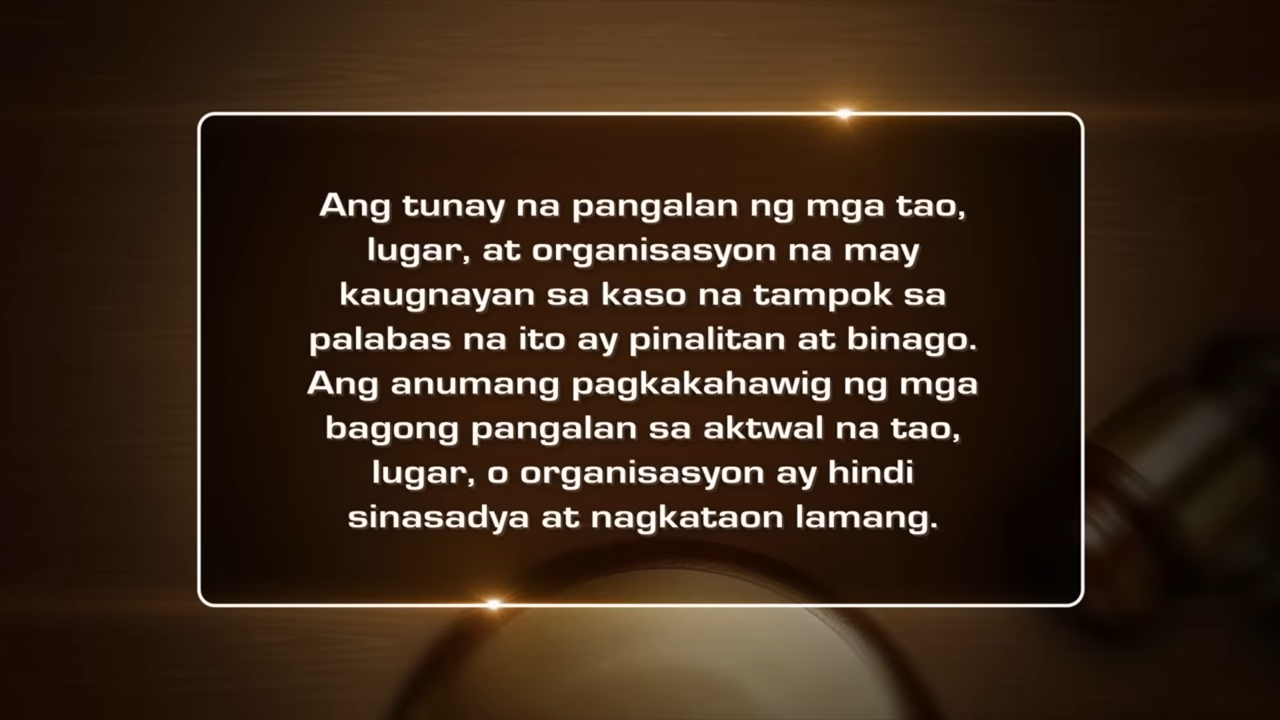 Ang tunay na pangalan ng mga tao,
lugar, at organisasyon na may
kaugnayan sa kaso na tampok sa
palabas na ito ay pinalitan at binago.
Ang anumang pagkakahawig ng mga
bagong pangalan sa aktwal na tao,
lugar, o organisasyon ay hindi
sinasadya at nagkataon lamang.